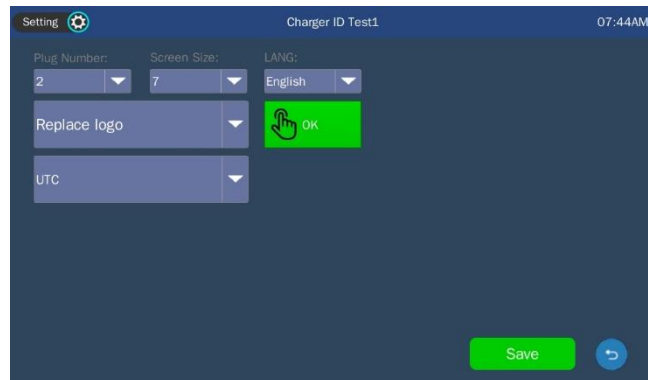 Setting Charger ID Test1 07:44AM
Plug Number: Screen Size: LANG:
2 7 English
Replace logo OK
UTC
Save